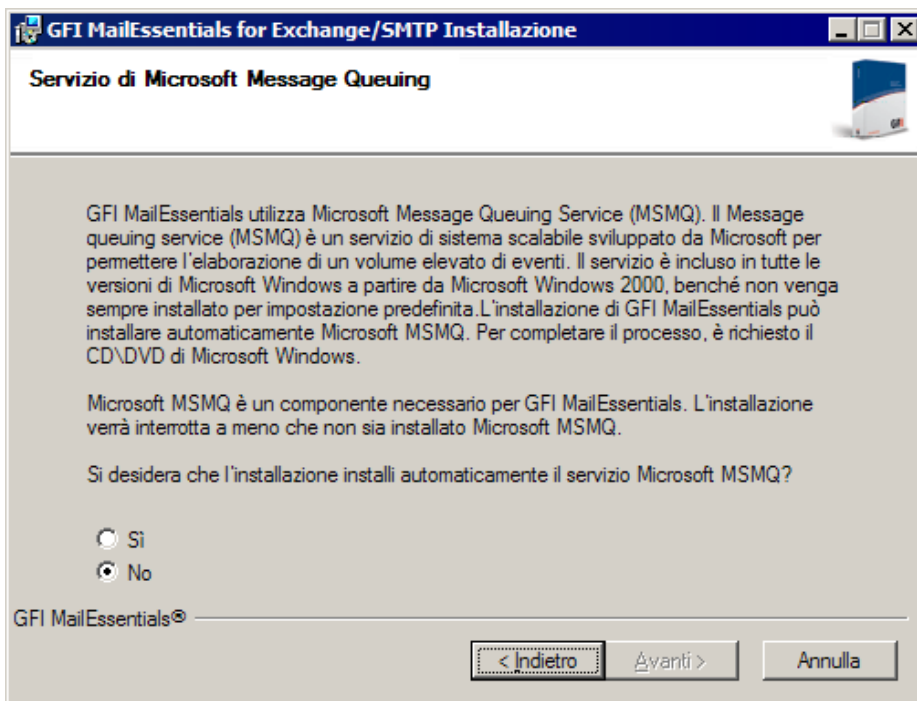 GFI MailEssentials for Exchange/SMTP Installazione
Servizio di Microsoft Message Queuing
GFI
GFI MailEssentials utilizza Microsoft Message Queuing Service (MSMQ). Il Message
queuing service (MSMQ) è un servizio di sistema scalabile sviluppato da Microsoft per
permettere l'elaborazione di un volume elevato di eventi. Il servizio è incluso in tutte le
versioni di Microsoft Windows a partire da Microsoft Windows 2000, benché non venga
sempre installato per impostazione predefinita.L'installazione di GFI MailEssentials può
installare automaticamente Microsoft MSMQ. Per completare il processo, è richiesto il
CD\DVD di Microsoft Windows.
Microsoft MSMQ è un componente necessario per GFI MailEssentials. L'installazione
verrà interrotta a meno che non sia installato Microsoft MSMQ.
Si desidera che l'installazione installi automaticamente il servizio Microsoft MSMQ?
Sì
No
GFI MailEssentials®
< Indietro
Avanti >
Annulla